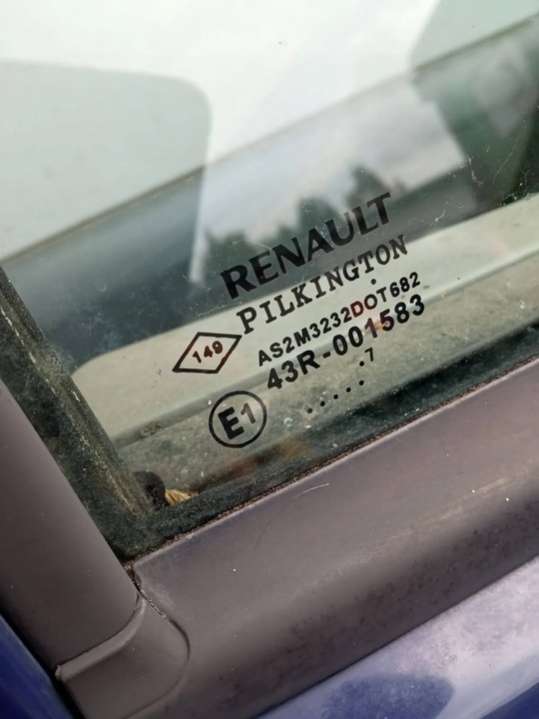 RENAULT
PILKINGTON
149
AS2M3232DOT682
43R-001583
E1
.....7